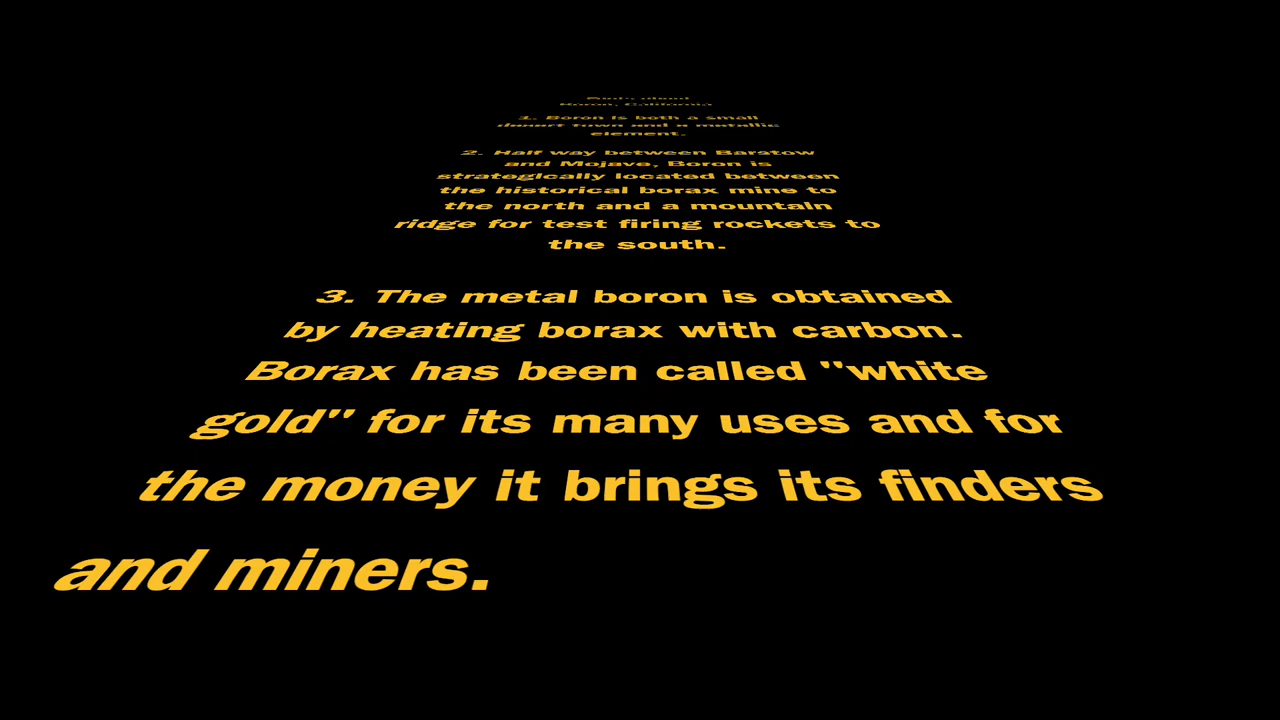 Boron, California
1. Boron is both a small
desert town and a metallic
element.
2. Half way between Barstow
and Mojave, Boron is
strategically located between
the historical borax mine to
the north and a mountain
ridge for test firing rockets to
the south.
3. The metal boron is obtained
by heating borax with carbon.
Borax has been called "white
gold" for its many uses and for
the money it brings its finders
and miners.